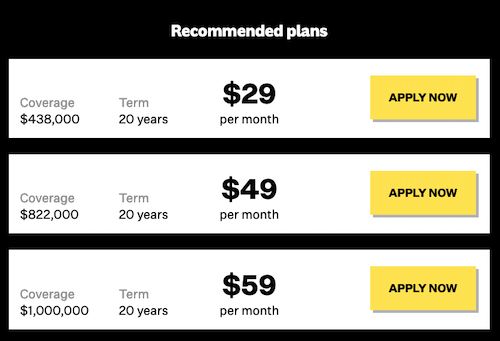 Recommended plans
$29
APPLY NOW
Coverage Term
$438,000 20 years per month
$49
APPLY NOW
Coverage Term
$822,000 20 years per month
$59
APPLY NOW
Coverage Term
$1,000,000 20 years per month